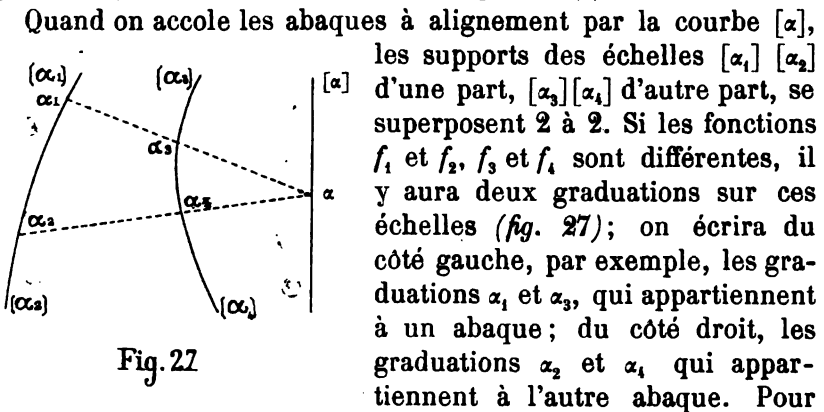 Quand on accole les abaques à alignement par la courbe [α],
les supports des échelles [α₁] [α₂]
d'une part, [α₃][α₄] d'autre part, se
superposent 2 à 2. Si les fonctions
f₁ et f₂, f₃ et f₄ sont différentes, il
y aura deux graduations sur ces
échelles (fig. 27); on écrira du
côté gauche, par exemple, les gra-
duations α₁ et α₃, qui appartiennent
à un abaque; du côté droit, les
graduations α₂ et α₄ qui appar-
tiennent à l'autre abaque. Pour
[α₁)
α₁
[α₃)
[α]
α₃
α
α₂
[α₂)
[α₄)
Fig. 27